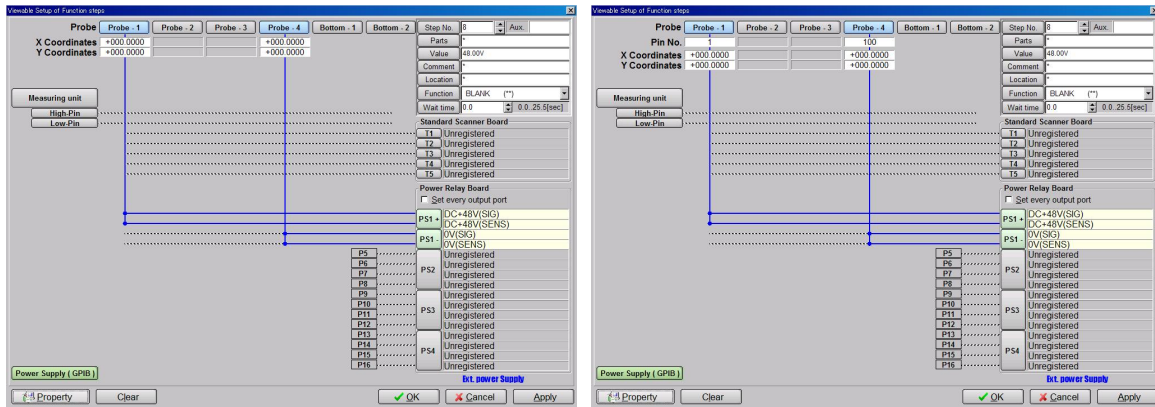 Viewable Setup of Function steps
Probe Probe - 1 Probe - 2 Probe - 3 Probe - 4 Bottom - 1 Bottom - 2 Step No. 8 Aux.
X Coordinates +000.0000 +000.0000 Parts *
Y Coordinates +000.0000 +000.0000 Value 48.00V
Comment *
Location *
Measuring unit Function BLANK (**)
High-Pin Wait time 0.0 0.0..25.5[sec]
Low-Pin Standard Scanner Board
T1 Unregistered
T2 Unregistered
T3 Unregistered
T4 Unregistered
T5 Unregistered
Power Relay Board
Set every output port
PS1 + DC+48V(SIG)
DC+48V(SENS)
PS1 - 0V(SIG)
0V(SENS)
P5 Unregistered
P6 Unregistered
P7 PS2 Unregistered
P8 Unregistered
P9 Unregistered
P10 Unregistered
P11 PS3 Unregistered
P12 Unregistered
P13 Unregistered
P14 Unregistered
P15 PS4 Unregistered
P16 Unregistered
Power Supply ( GPIB ) Ext. power Supply
Property Clear OK Cancel Apply
Viewable Setup of Function steps
Probe Probe - 1 Probe - 2 Probe - 3 Probe - 4 Bottom - 1 Bottom - 2 Step No. 8 Aux.
Pin No. 1 100 Parts *
X Coordinates +000.0000 +000.0000 Value 48.00V
Y Coordinates +000.0000 +000.0000 Comment *
Location *
Measuring unit Function BLANK (**)
High-Pin Wait time 0.0 0.0..25.5[sec]
Low-Pin Standard Scanner Board
T1 Unregistered
T2 Unregistered
T3 Unregistered
T4 Unregistered
T5 Unregistered
Power Relay Board
Set every output port
PS1 + DC+48V(SIG)
DC+48V(SENS)
PS1 - 0V(SIG)
0V(SENS)
P5 Unregistered
P6 Unregistered
P7 PS2 Unregistered
P8 Unregistered
P9 Unregistered
P10 Unregistered
P11 PS3 Unregistered
P12 Unregistered
P13 Unregistered
P14 Unregistered
P15 PS4 Unregistered
P16 Unregistered
Power Supply ( GPIB ) Ext. power Supply
Property Clear OK Cancel Apply